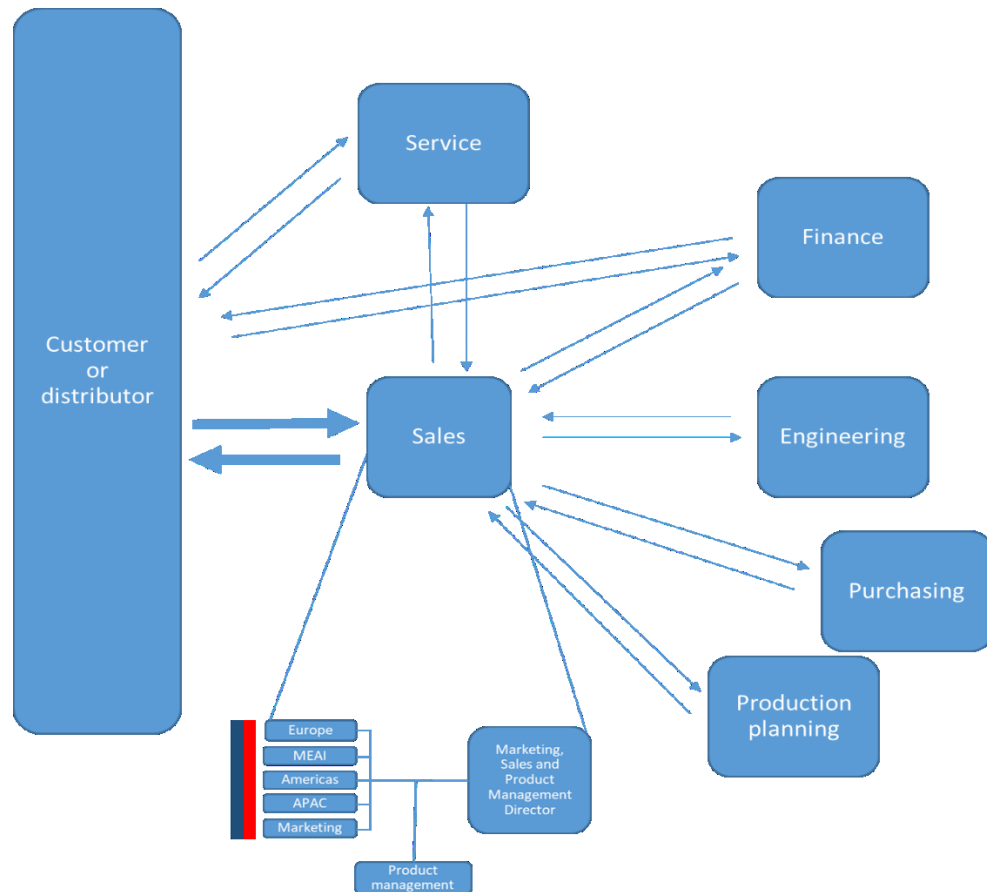 Service
Finance
Customer
or
distributor
Sales
Engineering
Purchasing
Production
planning
Europe
MEAI
Americas
APAC
Marketing
Marketing,
Sales and
Product
Management
Director
Product
management